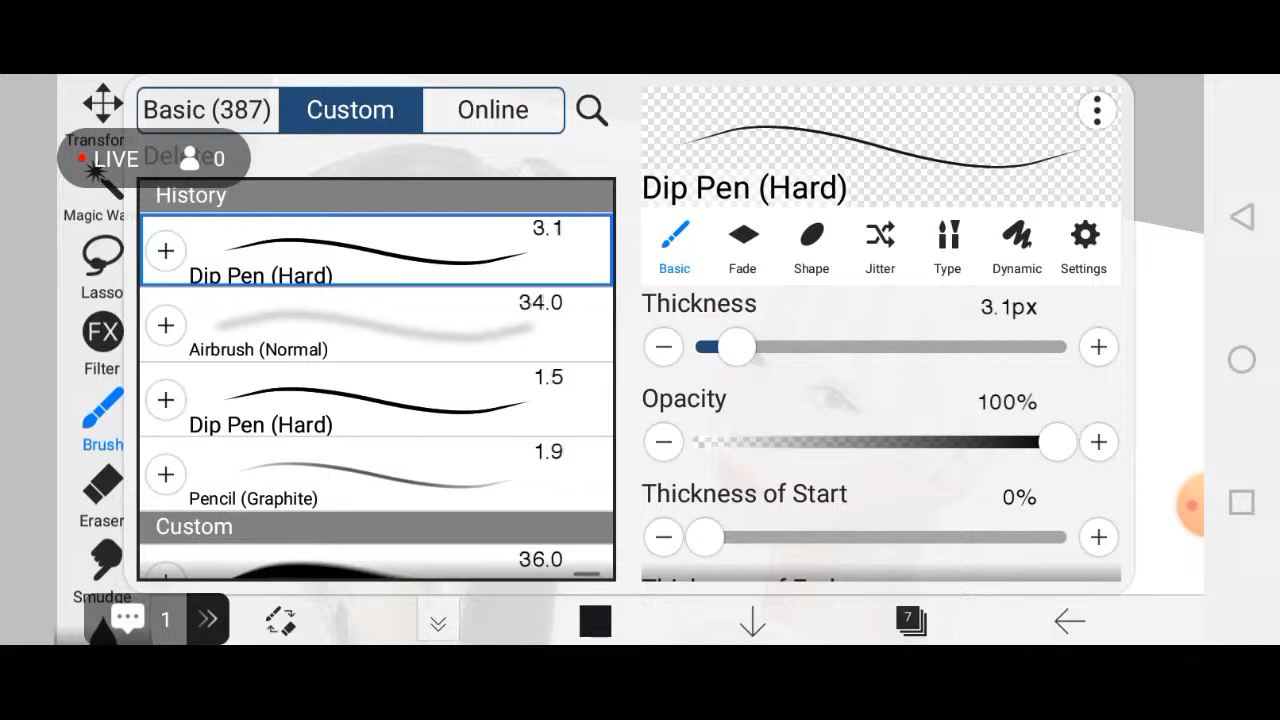 Basic (387) Custom Online
Transfor
LIVE 0
Delete
Magic Wan
Lasso
FX
Filter
Brush
Eraser
Smudge
History
3.1
Dip Pen (Hard)
34.0
Airbrush (Normal)
1.5
Dip Pen (Hard)
1.9
Pencil (Graphite)
Custom
36.0
Dip Pen (Hard)
Basic Fade Shape Jitter Type Dynamic Settings
Thickness 3.1px
Opacity 100%
Thickness of Start 0%
1
7